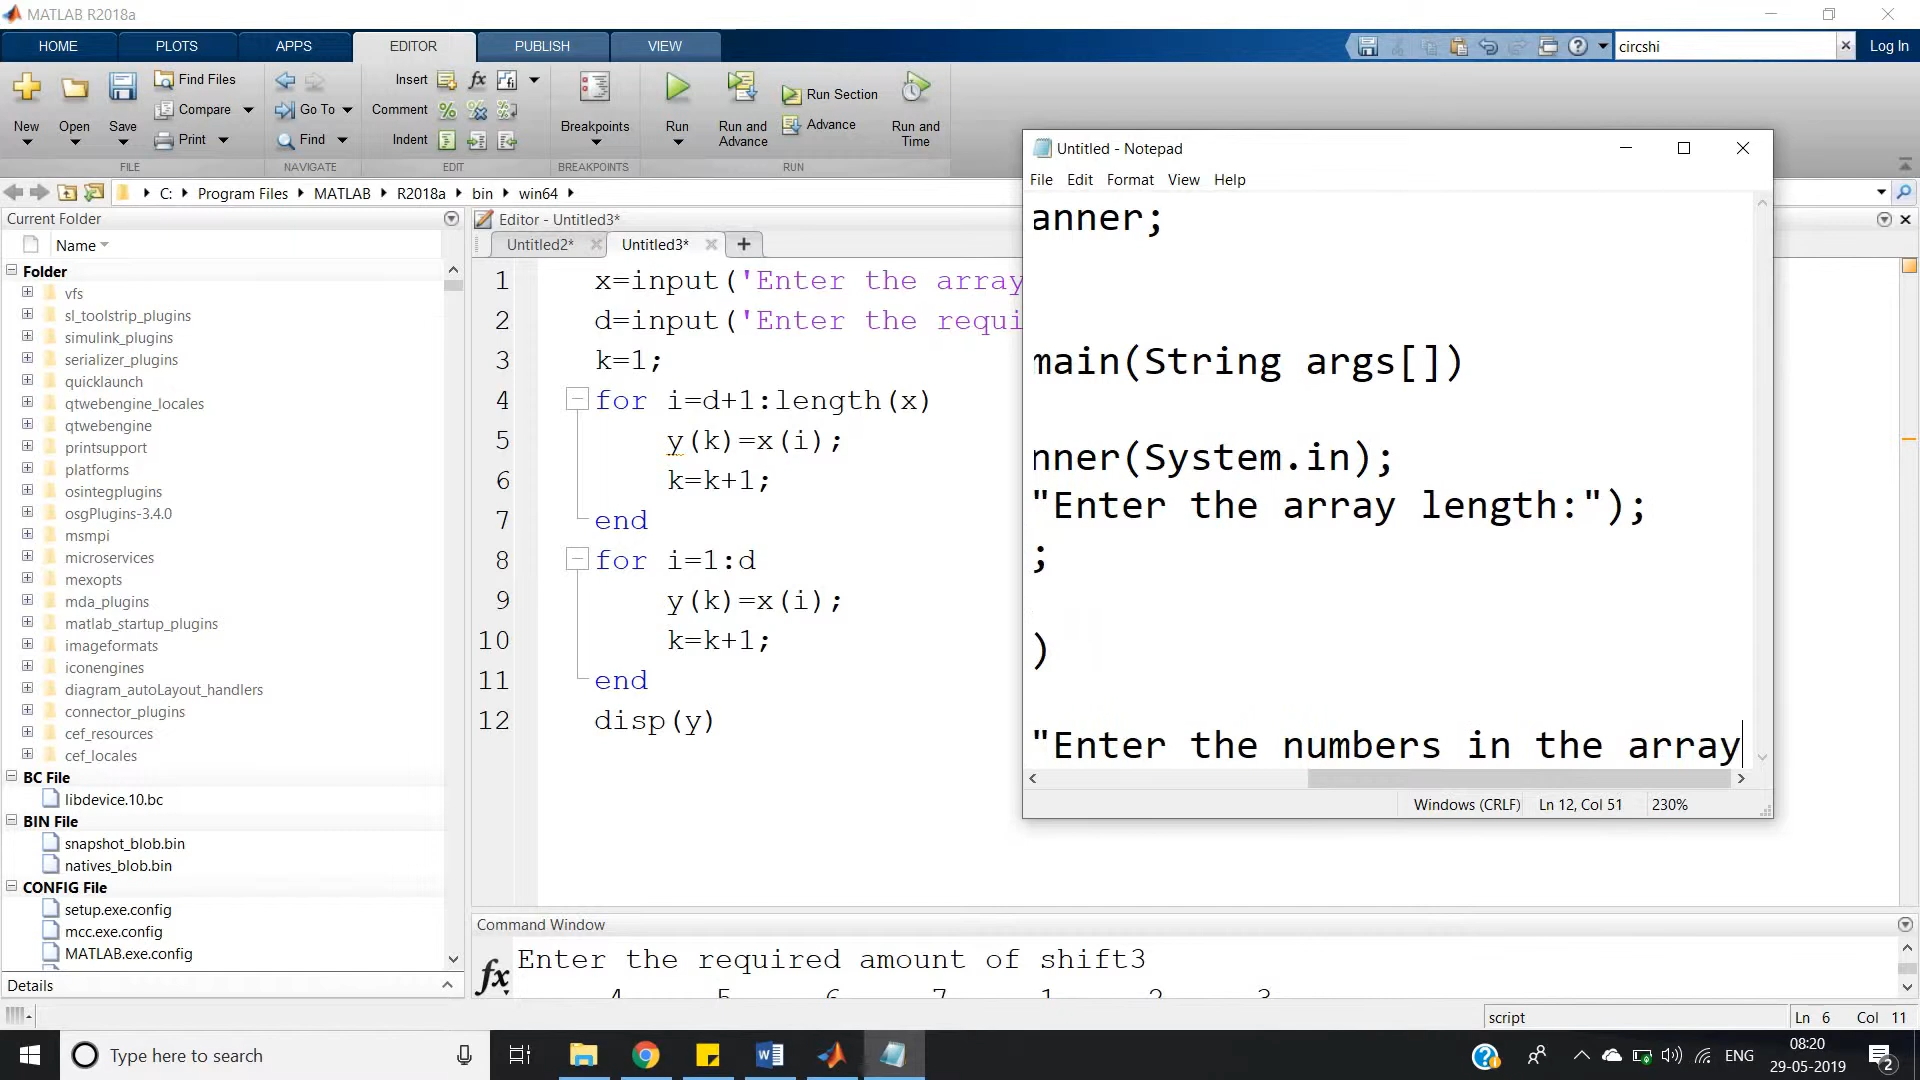 MATLAB R2018a
HOME
PLOTS
APPS
EDITOR
PUBLISH
VIEW
circshi
Log In
New
Open
Save
Find Files
Compare
Print
FILE
Go To
Find
NAVIGATE
Insert
Comment
Indent
EDIT
Breakpoints
BREAKPOINTS
Run
Run and
Advance
Run Section
Advance
Run and
Time
RUN
C:
Program Files
MATLAB
R2018a
bin
win64
Current Folder
Name
Folder
vfs
sl_toolstrip_plugins
simulink_plugins
serializer_plugins
quicklaunch
qtwebengine_locales
qtwebengine
printsupport
platforms
osintegplugins
osgPlugins-3.4.0
msmpi
microservices
mexopts
mda_plugins
matlab_startup_plugins
imageformats
iconengines
diagram_autoLayout_handlers
connector_plugins
cef_resources
cef_locales
BC File
libdevice.10.bc
BIN File
snapshot_blob.bin
natives_blob.bin
CONFIG File
setup.exe.config
mcc.exe.config
MATLAB.exe.config
Details
Editor - Untitled3*
Untitled2*
Untitled3*
1 x=input('Enter the array
2 d=input('Enter the requi
3 k=1;
4 for i=d+1:length(x)
5 y(k)=x(i);
6 k=k+1;
7 end
8 for i=1:d
9 y(k)=x(i);
10 k=k+1;
11 end
12 disp(y)
Untitled - Notepad
File Edit Format View Help
anner;
main(String args[])
nner(System.in);
"Enter the array length:");
;
)
"Enter the numbers in the array
Windows (CRLF)
Ln 12, Col 51
230%
Command Window
fx
Enter the required amount of shift3
4 5 6 7 1 2 3
script
Ln 6 Col 11
Type here to search
ENG
08:20
29-05-2019
2